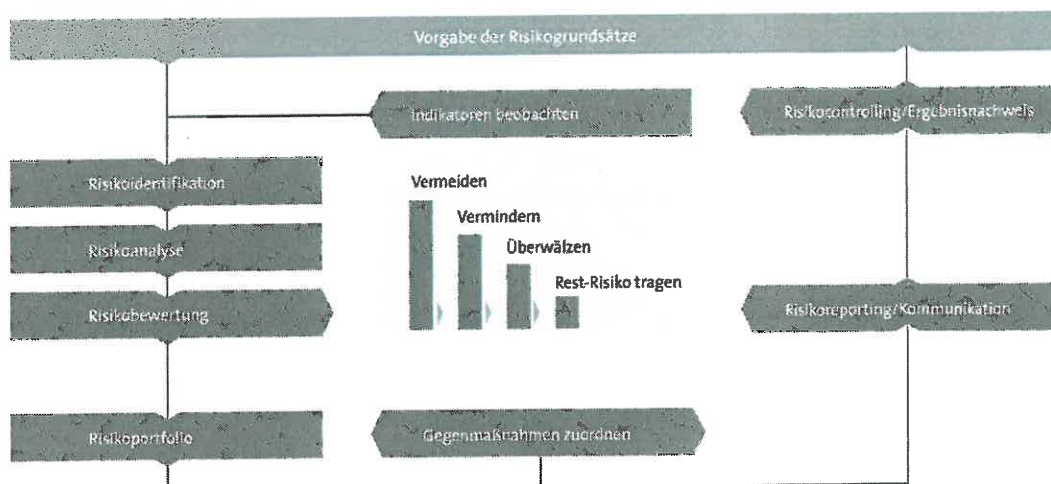 Vorgabe der Risikogrundsätze
Indikatoren beobachten
Risikocontrolling/Ergebnisnachweis
Risikoidentifikation
Risikoanalyse
Risikobewertung
Vermeiden
Vermindern
Überwälzen
Rest-Risiko tragen
Risikoreporting/Kommunikation
Risikoportfolio
Gegenmaßnahmen zuordnen